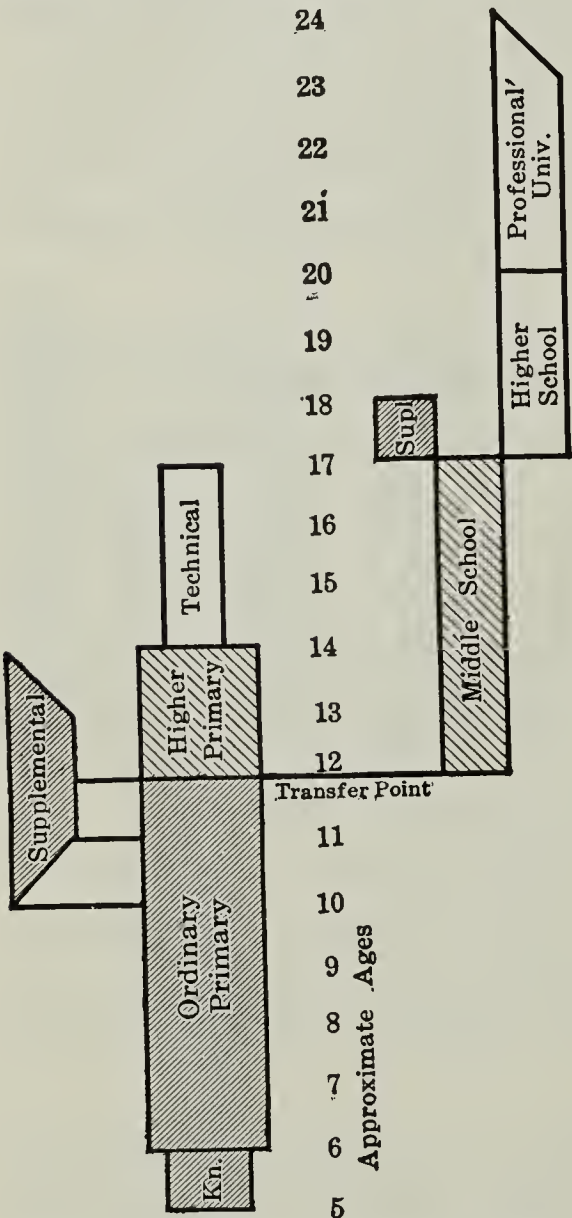 24
23
22
21
20
19
18
17
16
15
14
13
12
11
10
9
8
7
6
5
Approximate Ages
Transfer Point
Kn.
Ordinary
Primary
Higher
Primary
Supplemental
Technical
Middle School
Supl
Higher
School
Professional
Univ.